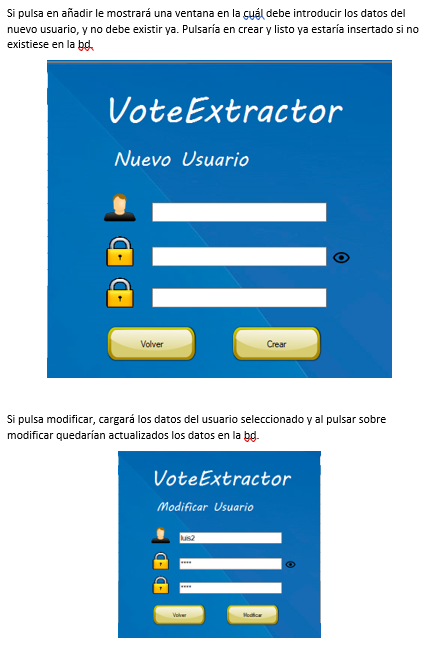 Si pulsa en añadir le mostrará una ventana en la cuál debe introducir los datos del
nuevo usuario, y no debe existir ya. Pulsaría en crear y listo ya estaría insertado si no
existiese en la bd.
VoteExtractor
Nuevo Usuario
Volver Crear
Si pulsa modificar, cargará los datos del usuario seleccionado y al pulsar sobre
modificar quedarían actualizados los datos en la bd.
VoteExtractor
Modificar Usuario
luis2
****
****
Volver Modificar